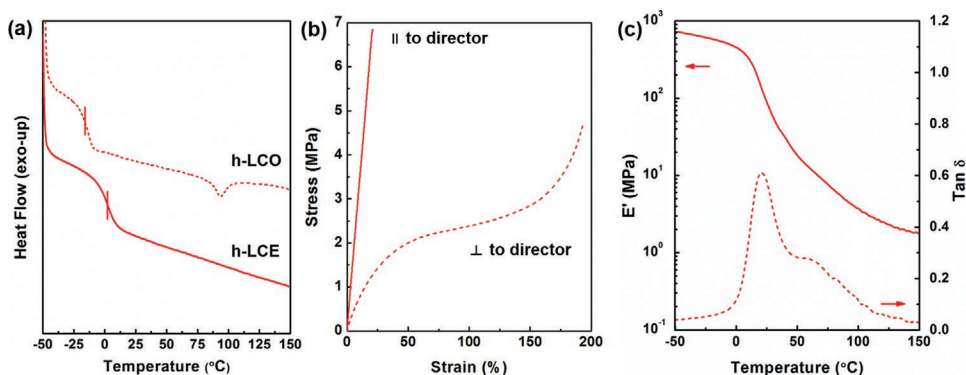 (a)
Heat Flow (exo-up)
h-LCO
h-LCE
-50 -25 0 25 50 75 100 125 150
Temperature (°C)
(b)
7
6
5
4
3
2
1
0
Stress (MPa)
|| to director
⊥ to director
0 50 100 150 200
Strain (%)
(c)
10³
10²
10¹
10⁰
10⁻¹
E' (MPa)
1.2
1.0
0.8
0.6
0.4
0.2
0.0
Tan δ
-50 0 50 100 150
Temperature (°C)